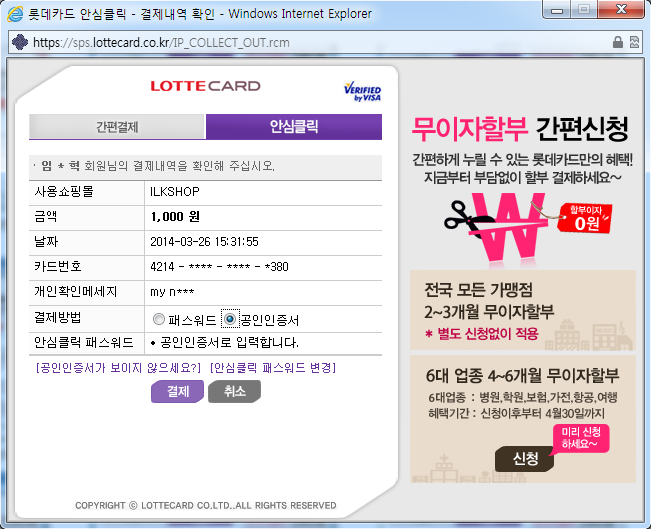 롯데카드 안심클릭 - 결제내역 확인 - Windows Internet Explorer
https://sps.lottecard.co.kr/IP_COLLECT_OUT.rcm
LOTTECARD
VERIFIED
by VISA
간편결제
안심클릭
· 임 * 혁 회원님의 결제내역을 확인해 주십시오.
사용쇼핑몰 ILKSHOP
금액 1,000 원
날짜 2014-03-26 15:31:55
카드번호 4214 - **** - **** - *380
개인확인메세지 my n***
결제방법 패스워드 공인인증서
안심클릭 패스워드 • 공인인증서로 입력합니다.
[공인인증서가 보이지 않으세요?] [안심클릭 패스워드 변경]
결제 취소
COPYRIGHT ⓒ LOTTECARD CO.LTD..ALL RIGHTS RESERVED
무이자할부 간편신청
간편하게 누릴 수 있는 롯데카드만의 혜택!
지금부터 부담없이 할부 결제하세요~
₩
할부이자
0원
전국 모든 가맹점
2~3개월 무이자할부
* 별도 신청없이 적용
6대 업종 4~6개월 무이자할부
6대업종 : 병원,학원,보험,가전,항공,여행
혜택기간 : 신청이후부터 4월30일까지
미리 신청
하세요~
신청